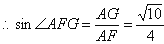 ∴ sin∠AFG = AG/AF = √10/4